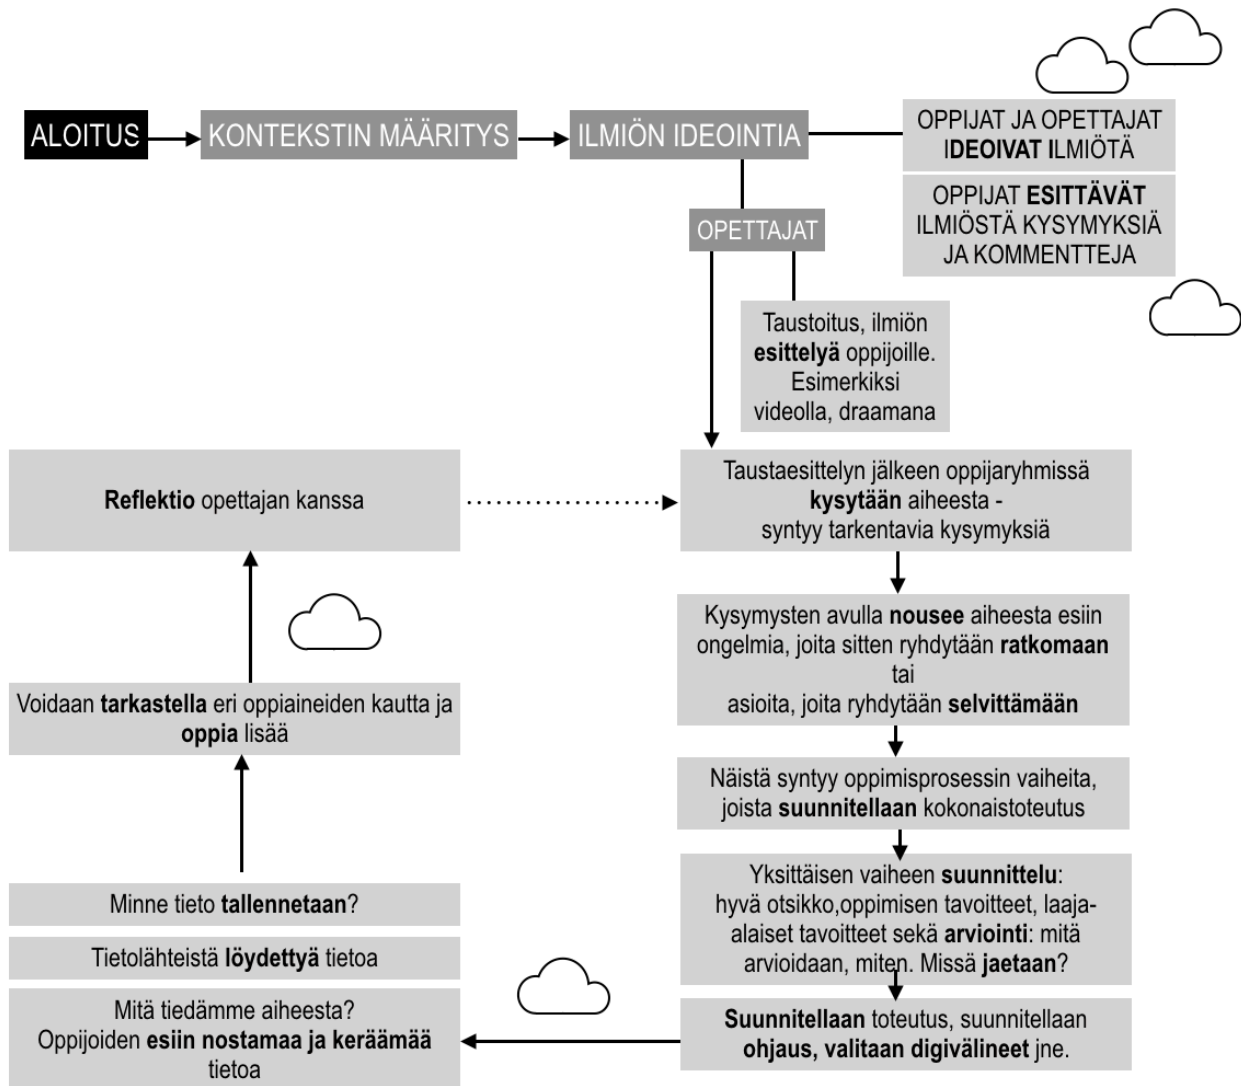 ALOITUS
KONTEKSTIN MÄÄRITYS
ILMIÖN IDEOINTIA
OPPIJAT JA OPETTAJAT
IDEOIVAT ILMIÖTÄ
OPPIJAT ESITTÄVÄT
ILMIÖSTÄ KYSYMYKSIÄ
JA KOMMENTTEJA
OPETTAJAT
Taustoitus, ilmiön
esittelyä oppijoille.
Esimerkiksi
videolla, draamana
Taustaesittelyn jälkeen oppijaryhmissä
kysytään aiheesta -
syntyy tarkentavia kysymyksiä
Kysymysten avulla nousee aiheesta esiin
ongelmia, joita sitten ryhdytään ratkomaan
tai
asioita, joita ryhdytään selvittämään
Näistä syntyy oppimisprosessin vaiheita,
joista suunnitellaan kokonaistoteutus
Yksittäisen vaiheen suunnittelu:
hyvä otsikko,oppimisen tavoitteet, laaja-
alaiset tavoitteet sekä arviointi: mitä
arvioidaan, miten. Missä jaetaan?
Suunnitellaan toteutus, suunnitellaan
ohjaus, valitaan digivälineet jne.
Mitä tiedämme aiheesta?
Oppijoiden esiin nostamaa ja keräämää
tietoa
Tietolähteistä löydettyä tietoa
Minne tieto tallennetaan?
Voidaan tarkastella eri oppiaineiden kautta ja
oppia lisää
Reflektio opettajan kanssa